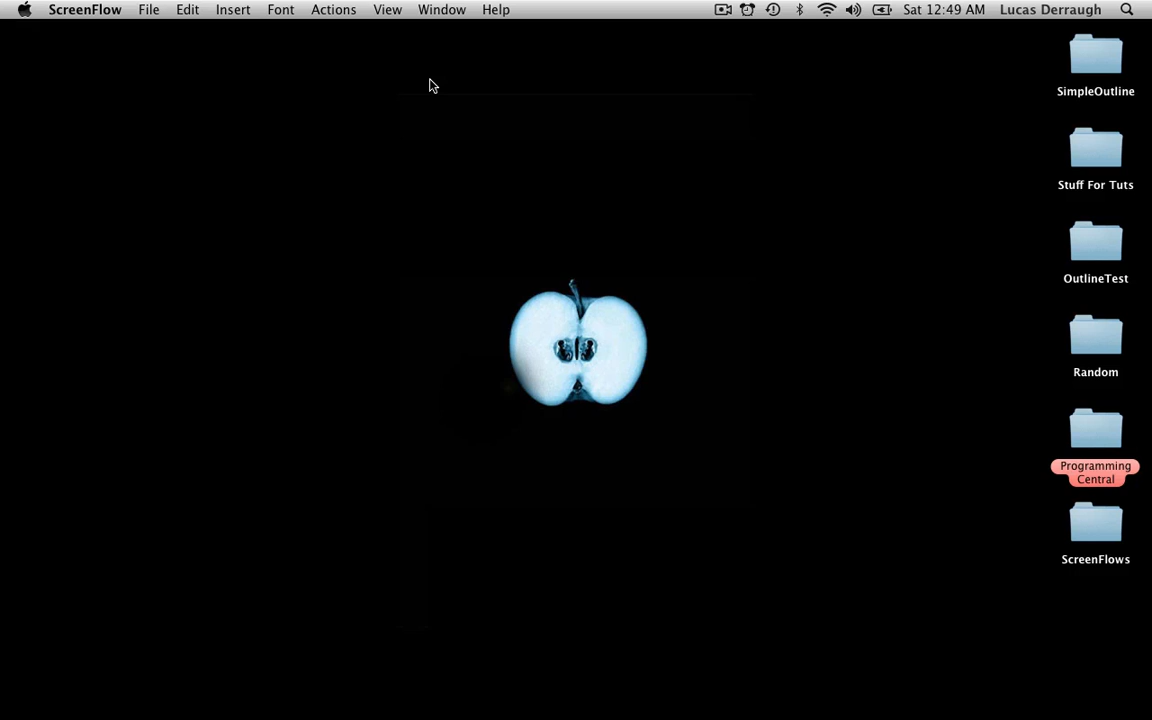 ScreenFlow File Edit Insert Font Actions View Window Help Sat 12:49 AM Lucas Derraugh
SimpleOutline
Stuff For Tuts
OutlineTest
Random
Programming
Central
ScreenFlows